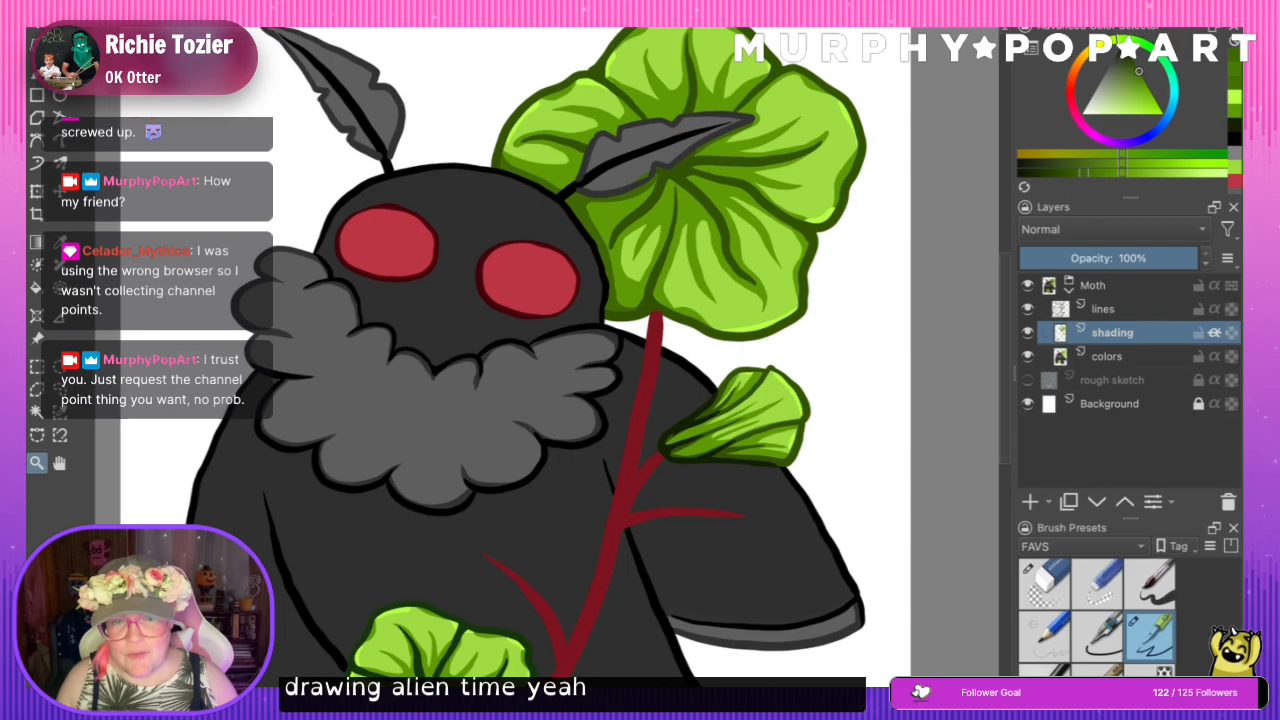 Richie Tozier
OK Otter
MURPHY★POP★ART
screwed up.
MurphyPopArt: How
my friend?
Celador_Mythica: I was
using the wrong browser so I
wasn't collecting channel
points.
MurphyPopArt: I trust
you. Just request the channel
point thing you want, no prob.
Layers
Normal
Opacity: 100%
Moth
lines
shading
colors
rough sketch
Background
Brush Presets
FAVS
Tag
drawing alien time yeah
Follower Goal
122 / 125 Followers